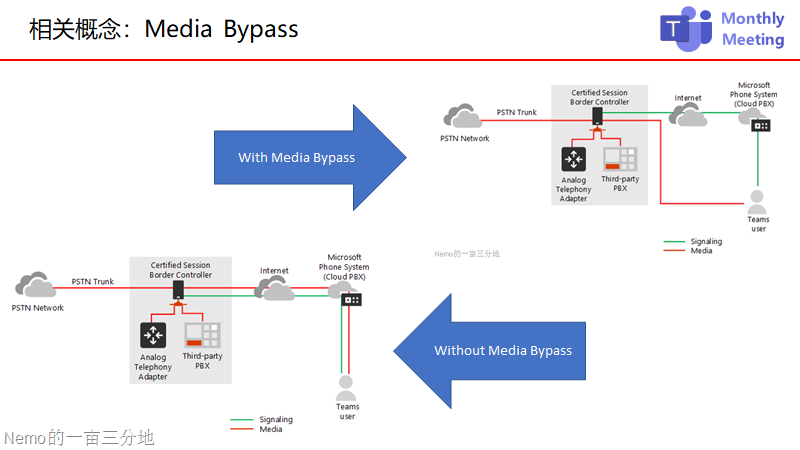 相关概念：Media Bypass
Monthly
Meeting
With Media Bypass
PSTN Network
PSTN Trunk
Certified Session
Border Controller
Analog
Telephony
Adapter
Third-party
PBX
Internet
Microsoft
Phone System
(Cloud PBX)
Teams
user
Signaling
Media
Nemo的一亩三分地
PSTN Network
PSTN Trunk
Certified Session
Border Controller
Analog
Telephony
Adapter
Third-party
PBX
Internet
Microsoft
Phone System
(Cloud PBX)
Teams
user
Signaling
Media
Without Media Bypass
Nemo的一亩三分地